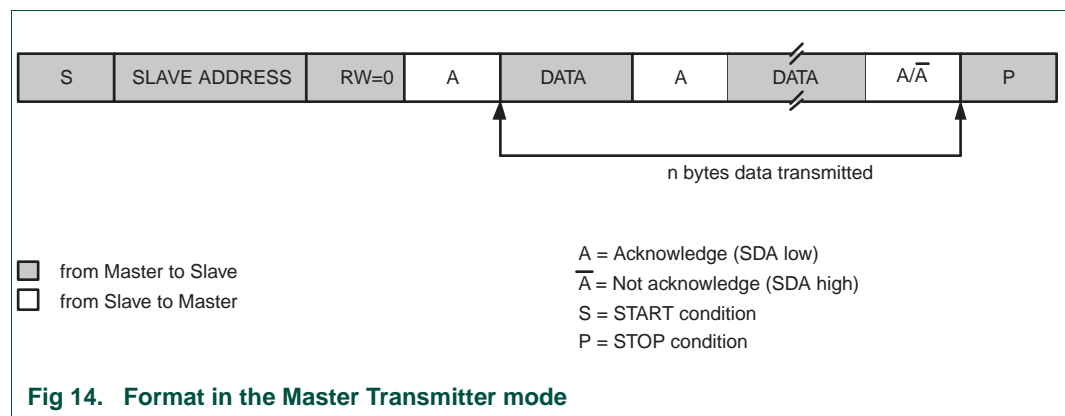 S SLAVE ADDRESS RW=0 A DATA A DATA A/A̅ P
n bytes data transmitted
from Master to Slave
from Slave to Master
A = Acknowledge (SDA low)
A̅ = Not acknowledge (SDA high)
S = START condition
P = STOP condition
Fig 14. Format in the Master Transmitter mode